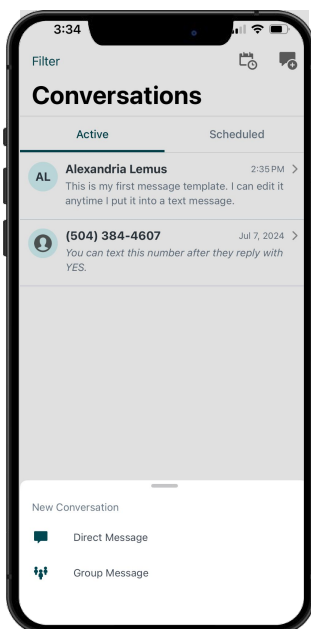 3:34
Filter
Conversations
Active Scheduled
AL Alexandria Lemus 2:35 PM
This is my first message template. I can edit it
anytime I put it into a text message.
(504) 384-4607 Jul 7, 2024
You can text this number after they reply with
YES.
New Conversation
Direct Message
Group Message